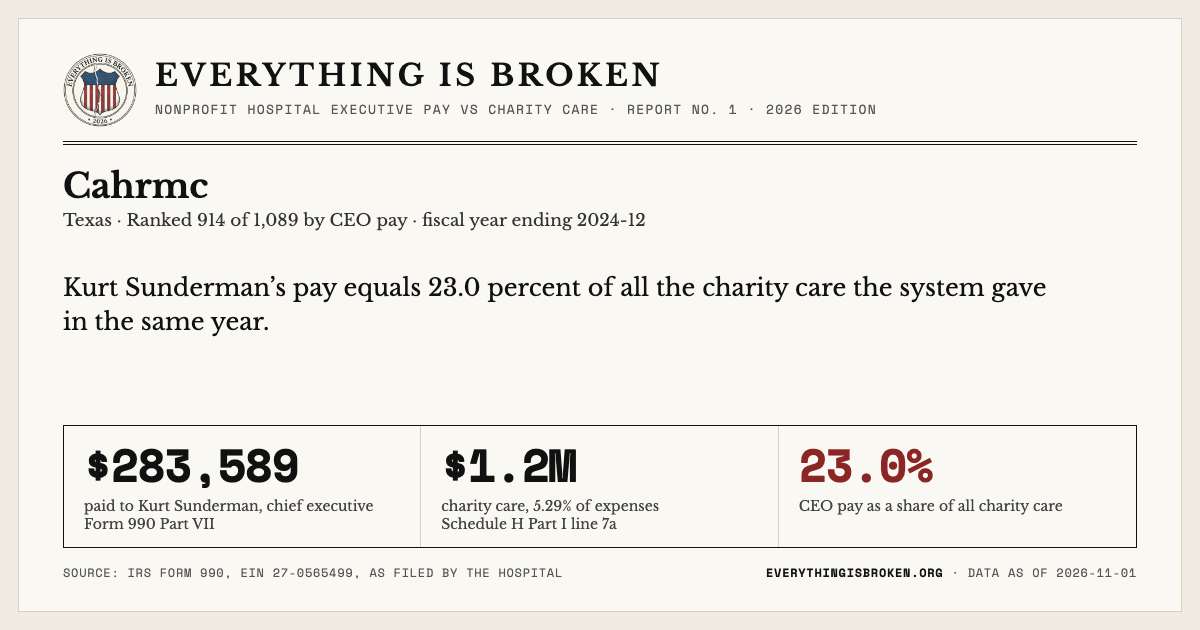 EVERYTHING IS BROKEN
2026
EVERYTHING IS BROKEN
NONPROFIT HOSPITAL EXECUTIVE PAY VS CHARITY CARE · REPORT NO. 1 · 2026 EDITION
Cahrmc
Texas · Ranked 914 of 1,089 by CEO pay · fiscal year ending 2024-12
Kurt Sunderman’s pay equals 23.0 percent of all the charity care the system gave
in the same year.
$283,589
paid to Kurt Sunderman, chief executive
Form 990 Part VII
$1.2M
charity care, 5.29% of expenses
Schedule H Part I line 7a
23.0%
CEO pay as a share of all charity care
SOURCE: IRS FORM 990, EIN 27-0565499, AS FILED BY THE HOSPITAL
EVERYTHINGISBROKEN.ORG · DATA AS OF 2026-11-01